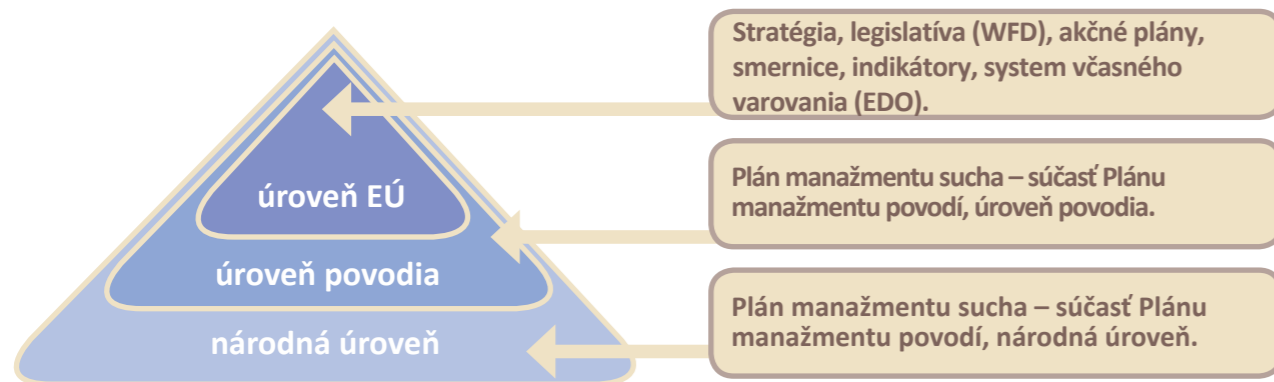 Stratégia, legislatíva (WFD), akčné plány,
smernice, indikátory, system včasného
varovania (EDO).
úroveň EÚ
Plán manažmentu sucha – súčasť Plánu
manažmentu povodí, úroveň povodia.
úroveň povodia
Plán manažmentu sucha – súčasť Plánu
manažmentu povodí, národná úroveň.
národná úroveň